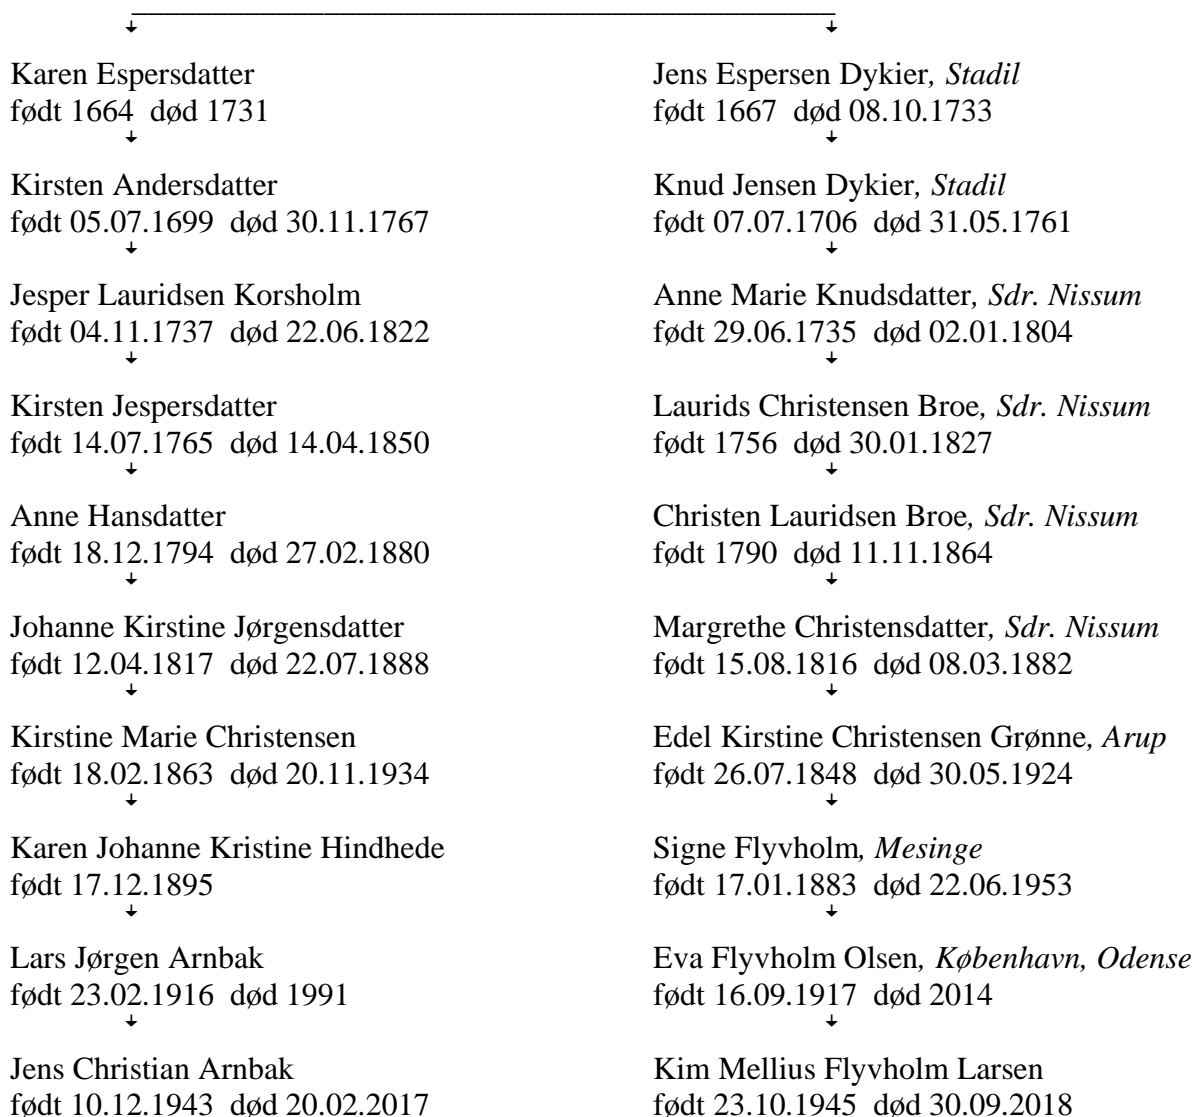 Karen Espersdatter
født 1664 død 1731
Kirsten Andersdatter
født 05.07.1699 død 30.11.1767
Jesper Lauridsen Korsholm
født 04.11.1737 død 22.06.1822
Kirsten Jespersdatter
født 14.07.1765 død 14.04.1850
Anne Hansdatter
født 18.12.1794 død 27.02.1880
Johanne Kirstine Jørgensdatter
født 12.04.1817 død 22.07.1888
Kirstine Marie Christensen
født 18.02.1863 død 20.11.1934
Karen Johanne Kristine Hindhede
født 17.12.1895
Lars Jørgen Arnbak
født 23.02.1916 død 1991
Jens Christian Arnbak
født 10.12.1943 død 20.02.2017
Jens Espersen Dykier, Stadil
født 1667 død 08.10.1733
Knud Jensen Dykier, Stadil
født 07.07.1706 død 31.05.1761
Anne Marie Knudsdatter, Sdr. Nissum
født 29.06.1735 død 02.01.1804
Laurids Christensen Broe, Sdr. Nissum
født 1756 død 30.01.1827
Christen Lauridsen Broe, Sdr. Nissum
født 1790 død 11.11.1864
Margrethe Christensdatter, Sdr. Nissum
født 15.08.1816 død 08.03.1882
Edel Kirstine Christensen Grønne, Arup
født 26.07.1848 død 30.05.1924
Signe Flyvholm, Mesinge
født 17.01.1883 død 22.06.1953
Eva Flyvholm Olsen, København, Odense
født 16.09.1917 død 2014
Kim Mellius Flyvholm Larsen
født 23.10.1945 død 30.09.2018